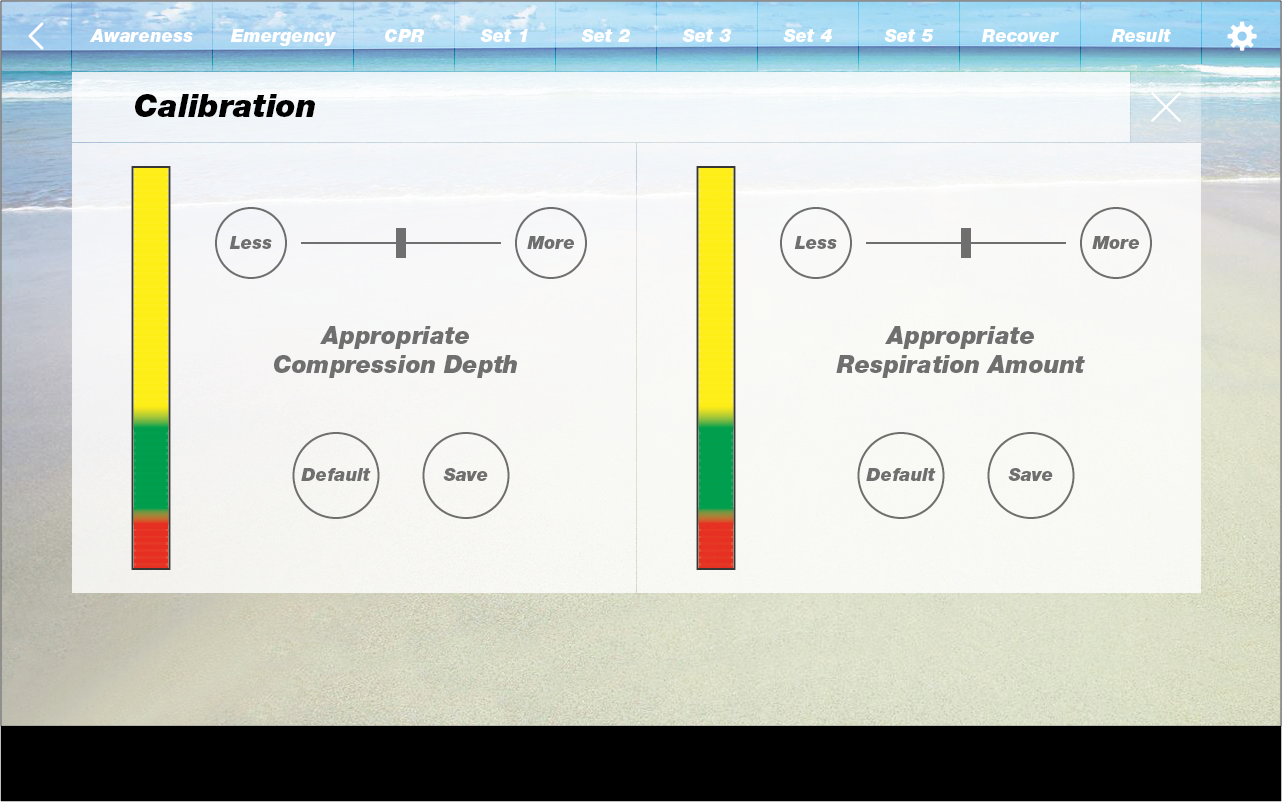 Awareness
Emergency
CPR
Set 1
Set 2
Set 3
Set 4
Set 5
Recover
Result
Calibration
Less
More
Appropriate
Compression Depth
Default
Save
Less
More
Appropriate
Respiration Amount
Default
Save